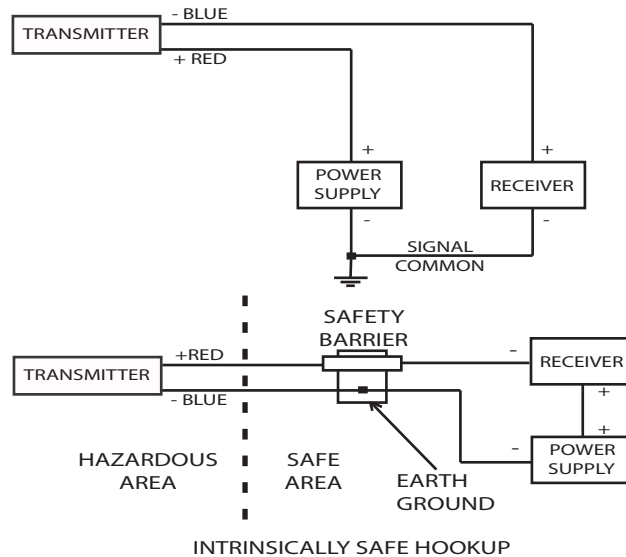 - BLUE
TRANSMITTER
+ RED
+
+
POWER
SUPPLY
RECEIVER
-
-
SIGNAL
COMMON
SAFETY
BARRIER
+RED
-
RECEIVER
TRANSMITTER
- BLUE
+
+
-
POWER
SUPPLY
HAZARDOUS
AREA
SAFE
AREA
EARTH
GROUND
INTRINSICALLY SAFE HOOKUP